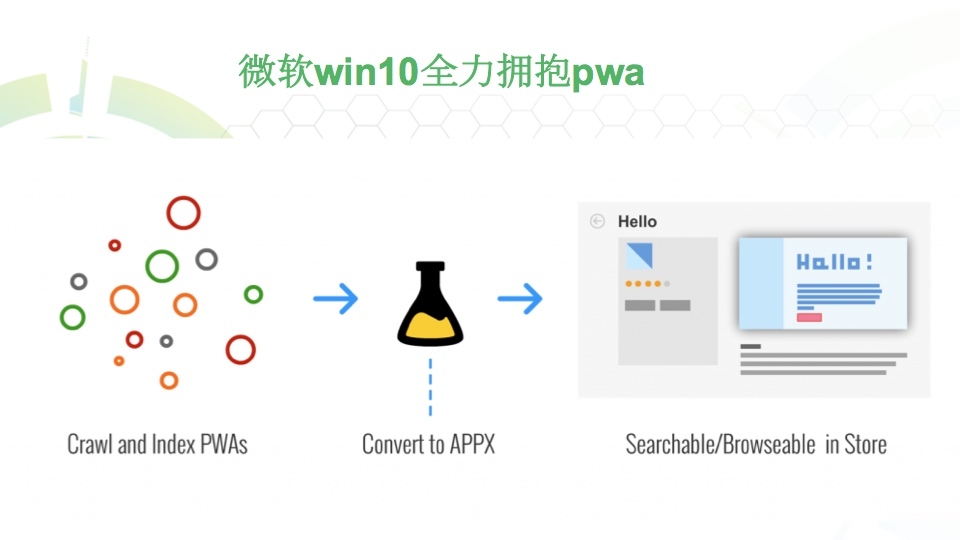 微软win10全力拥抱pwa
Hello
Hello!
Crawl and Index PWAs
Convert to APPX
Searchable/Browseable in Store